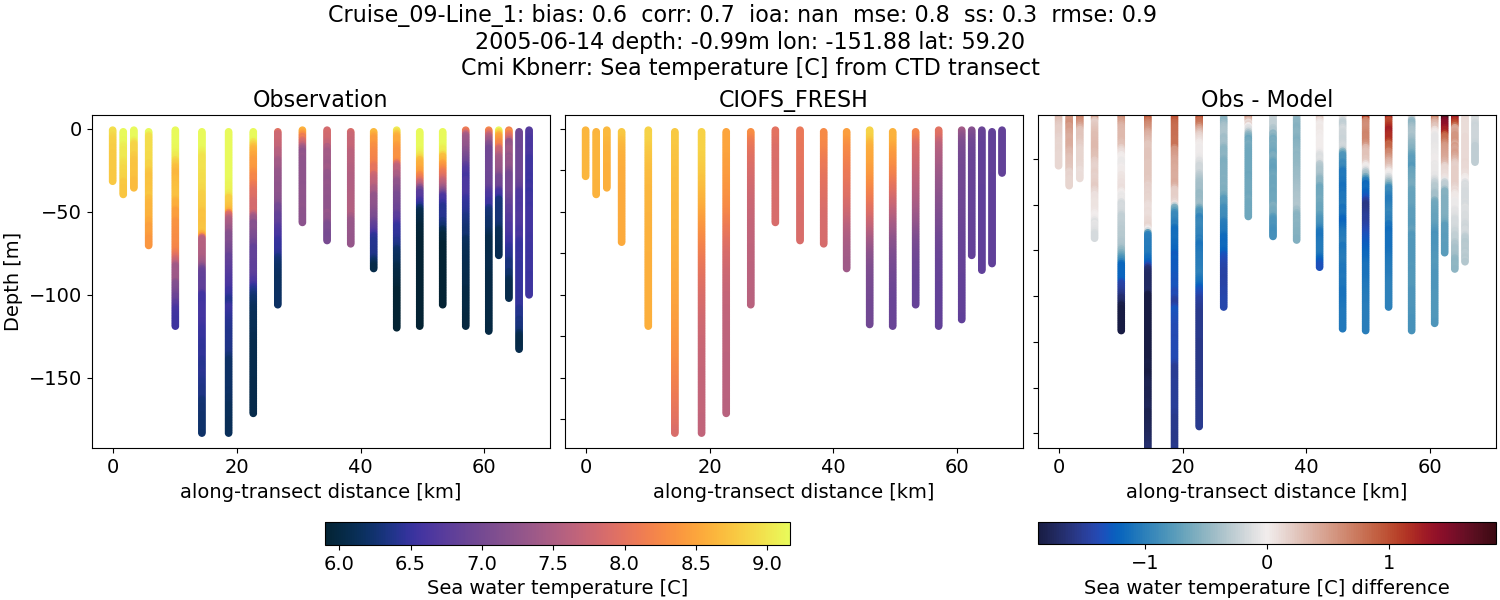 Cruise_09-Line_1: bias: 0.6  corr: 0.7  ioa: nan  mse: 0.8  ss: 0.3  rmse: 0.9
2005-06-14 depth: -0.99m lon: -151.88 lat: 59.20
Cmi Kbnerr: Sea temperature [C] from CTD transect
Observation
CIOFS_FRESH
Obs - Model
Depth [m]
0
−50
−100
−150
0 20 40 60
0 20 40 60
0 20 40 60
along-transect distance [km]
along-transect distance [km]
along-transect distance [km]
6.0 6.5 7.0 7.5 8.0 8.5 9.0
Sea water temperature [C]
−1 0 1
Sea water temperature [C] difference